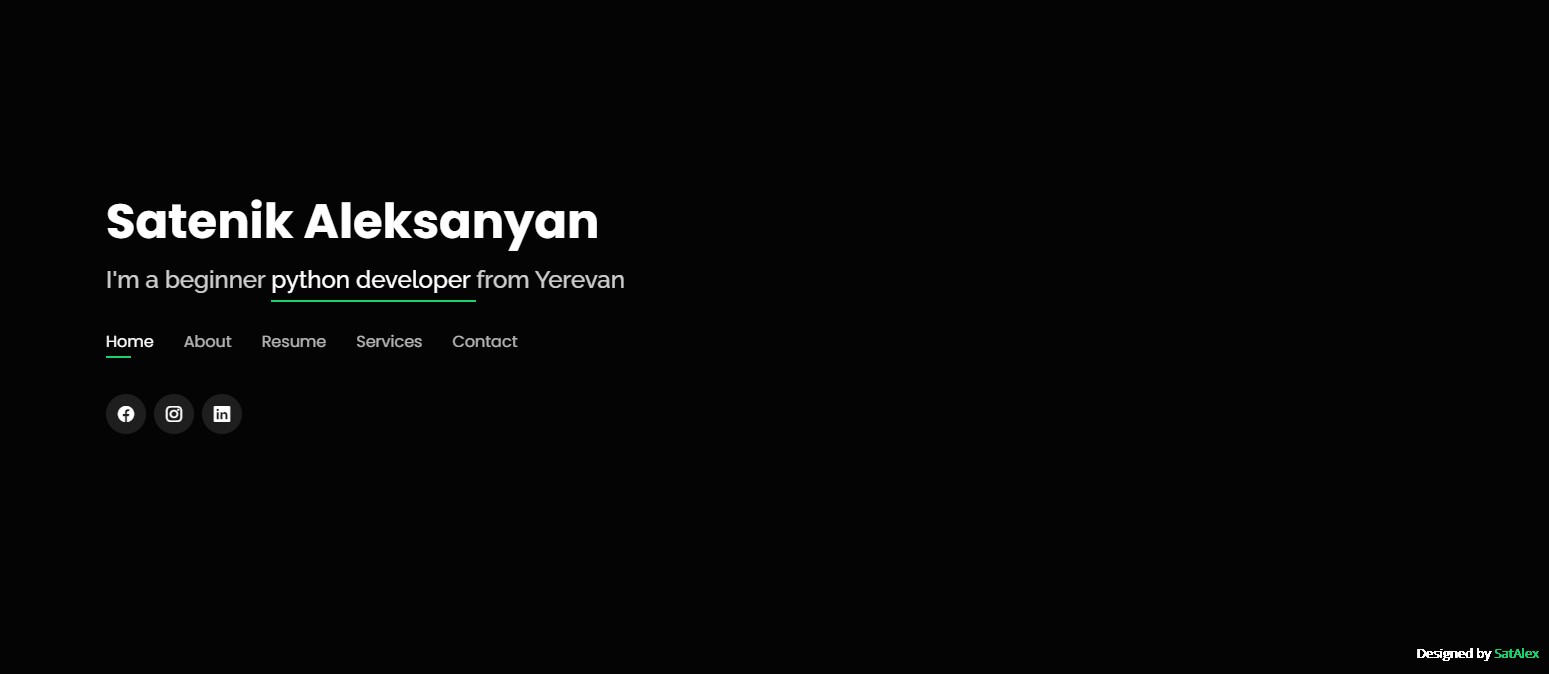 Satenik Aleksanyan
I'm a beginner python developer from Yerevan
Home About Resume Services Contact
Designed by SatAlex